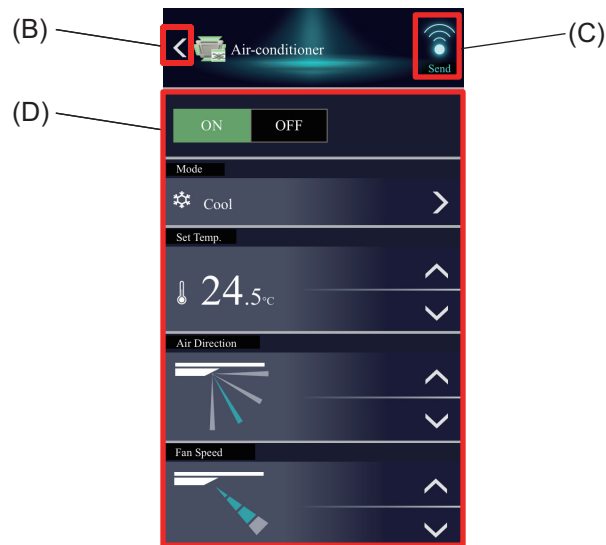 (B)
Air-conditioner
Send
(C)
(D)
ON OFF
Mode
Cool
Set Temp.
24.5℃
Air Direction
Fan Speed